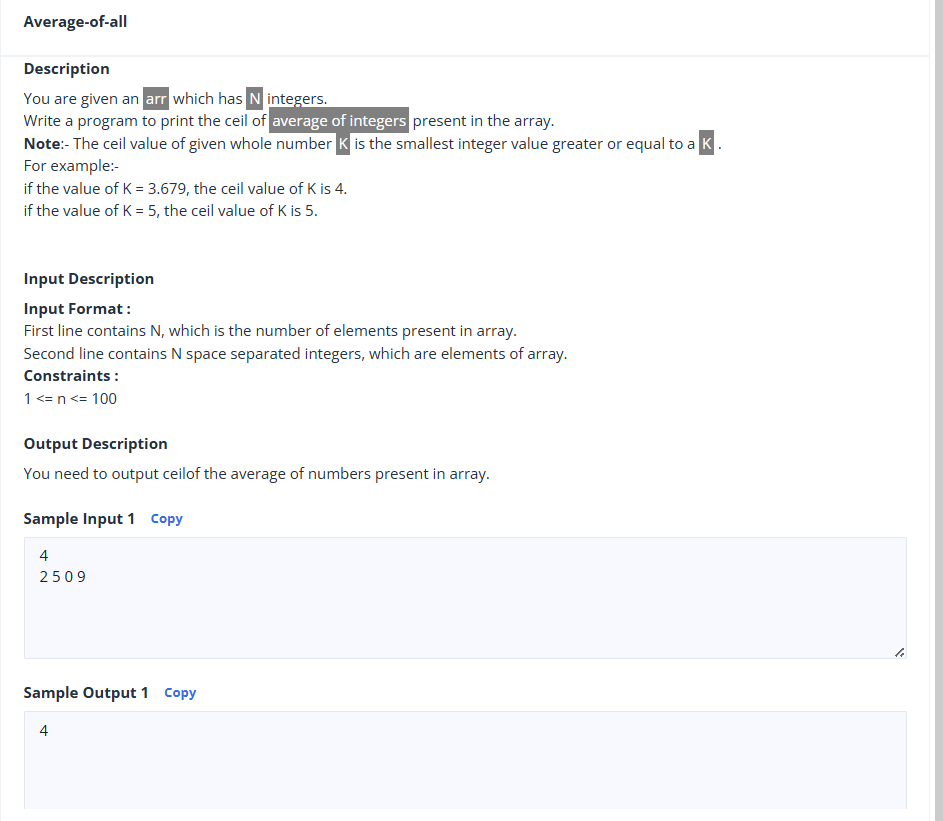 Average-of-all
Description
You are given an arr which has N integers.
Write a program to print the ceil of average of integers present in the array.
Note:- The ceil value of given whole number K is the smallest integer value greater or equal to a K .
For example:-
if the value of K = 3.679, the ceil value of K is 4.
if the value of K = 5, the ceil value of K is 5.
Input Description
Input Format :
First line contains N, which is the number of elements present in array.
Second line contains N space separated integers, which are elements of array.
Constraints :
1 <= n <= 100
Output Description
You need to output ceilof the average of numbers present in array.
Sample Input 1 Copy
4
2 5 0 9
Sample Output 1 Copy
4